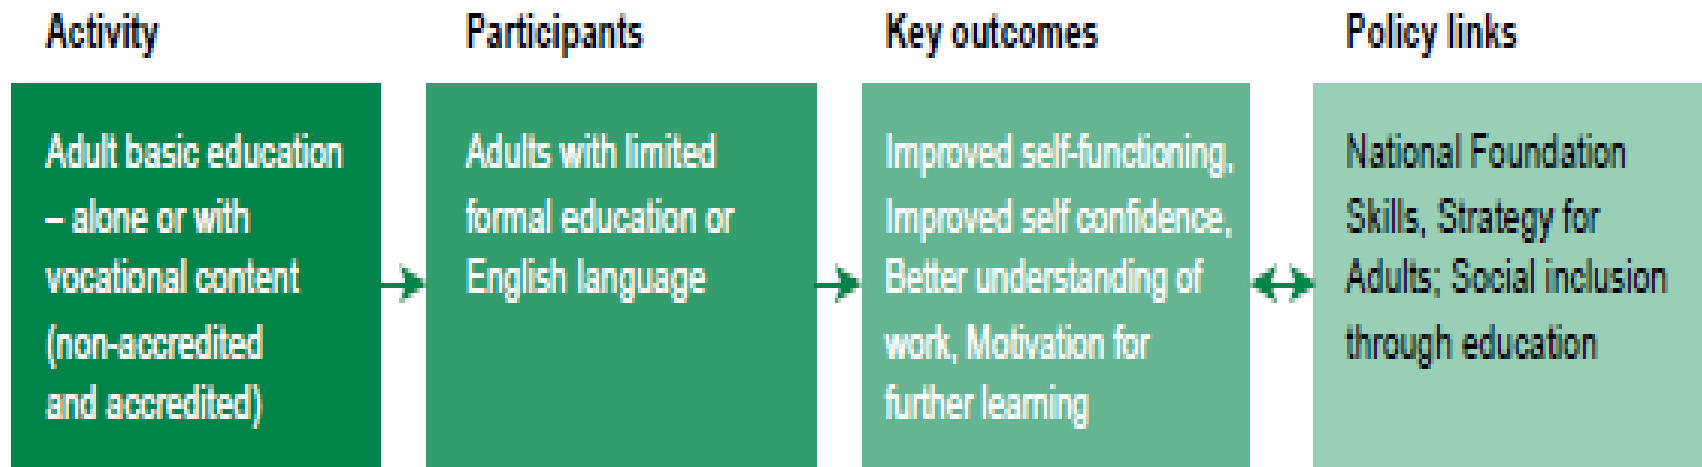 Activity
Adult basic education
– alone or with
vocational content
(non-accredited
and accredited)
Participants
Adults with limited
formal education or
English language
Key outcomes
Improved self-functioning,
Improved self confidence,
Better understanding of
work, Motivation for
further learning
Policy links
National Foundation
Skills, Strategy for
Adults; Social inclusion
through education